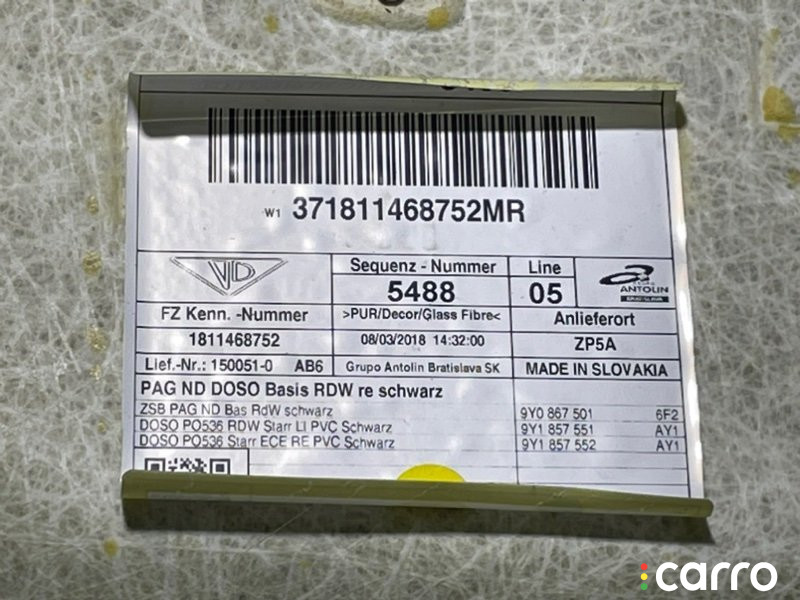 W1 371811468752MR
VD
Sequenz - Nummer
Line
5488
05
ANTOLIN
BRATISLAVA
FZ Kenn. -Nummer
>PUR/Decor/Glass Fibre<
Anlieferort
1811468752
08/03/2018 14:32:00
ZP5A
Lief.-Nr.: 150051-0 AB6
Grupo Antolin Bratislava SK
MADE IN SLOVAKIA
PAG ND DOSO Basis RDW re schwarz
ZSB PAG ND Bas RdW schwarz 9Y0 867 501 6F2
DOSO PO536 RDW Starr LI PVC Schwarz 9Y1 857 551 AY1
DOSO PO536 Starr ECE RE PVC Schwarz 9Y1 857 552 AY1
carro